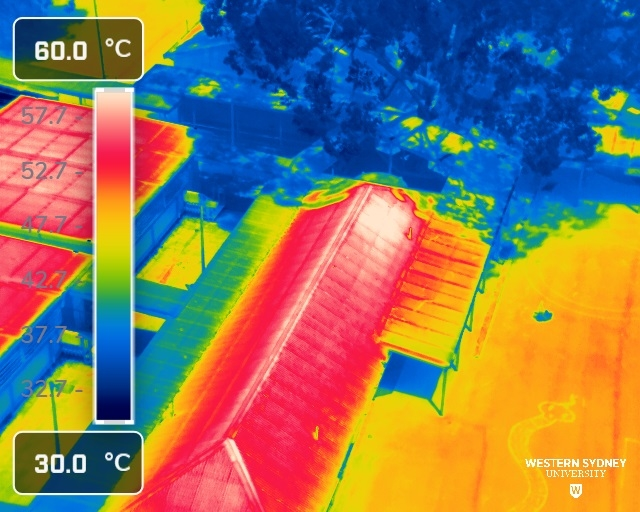 60.0 °C
57.7 -
52.7 -
47.7 -
42.7 -
37.7 -
32.7 -
30.0 °C
WESTERN SYDNEY
UNIVERSITY
W